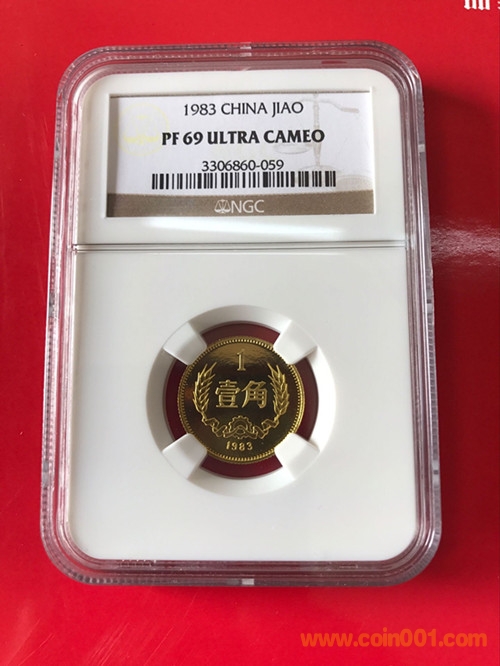 1983 CHINA JIAO
PF 69 ULTRA CAMEO
3306860-059
NGC
1
壹角
1983
www.coin001.com